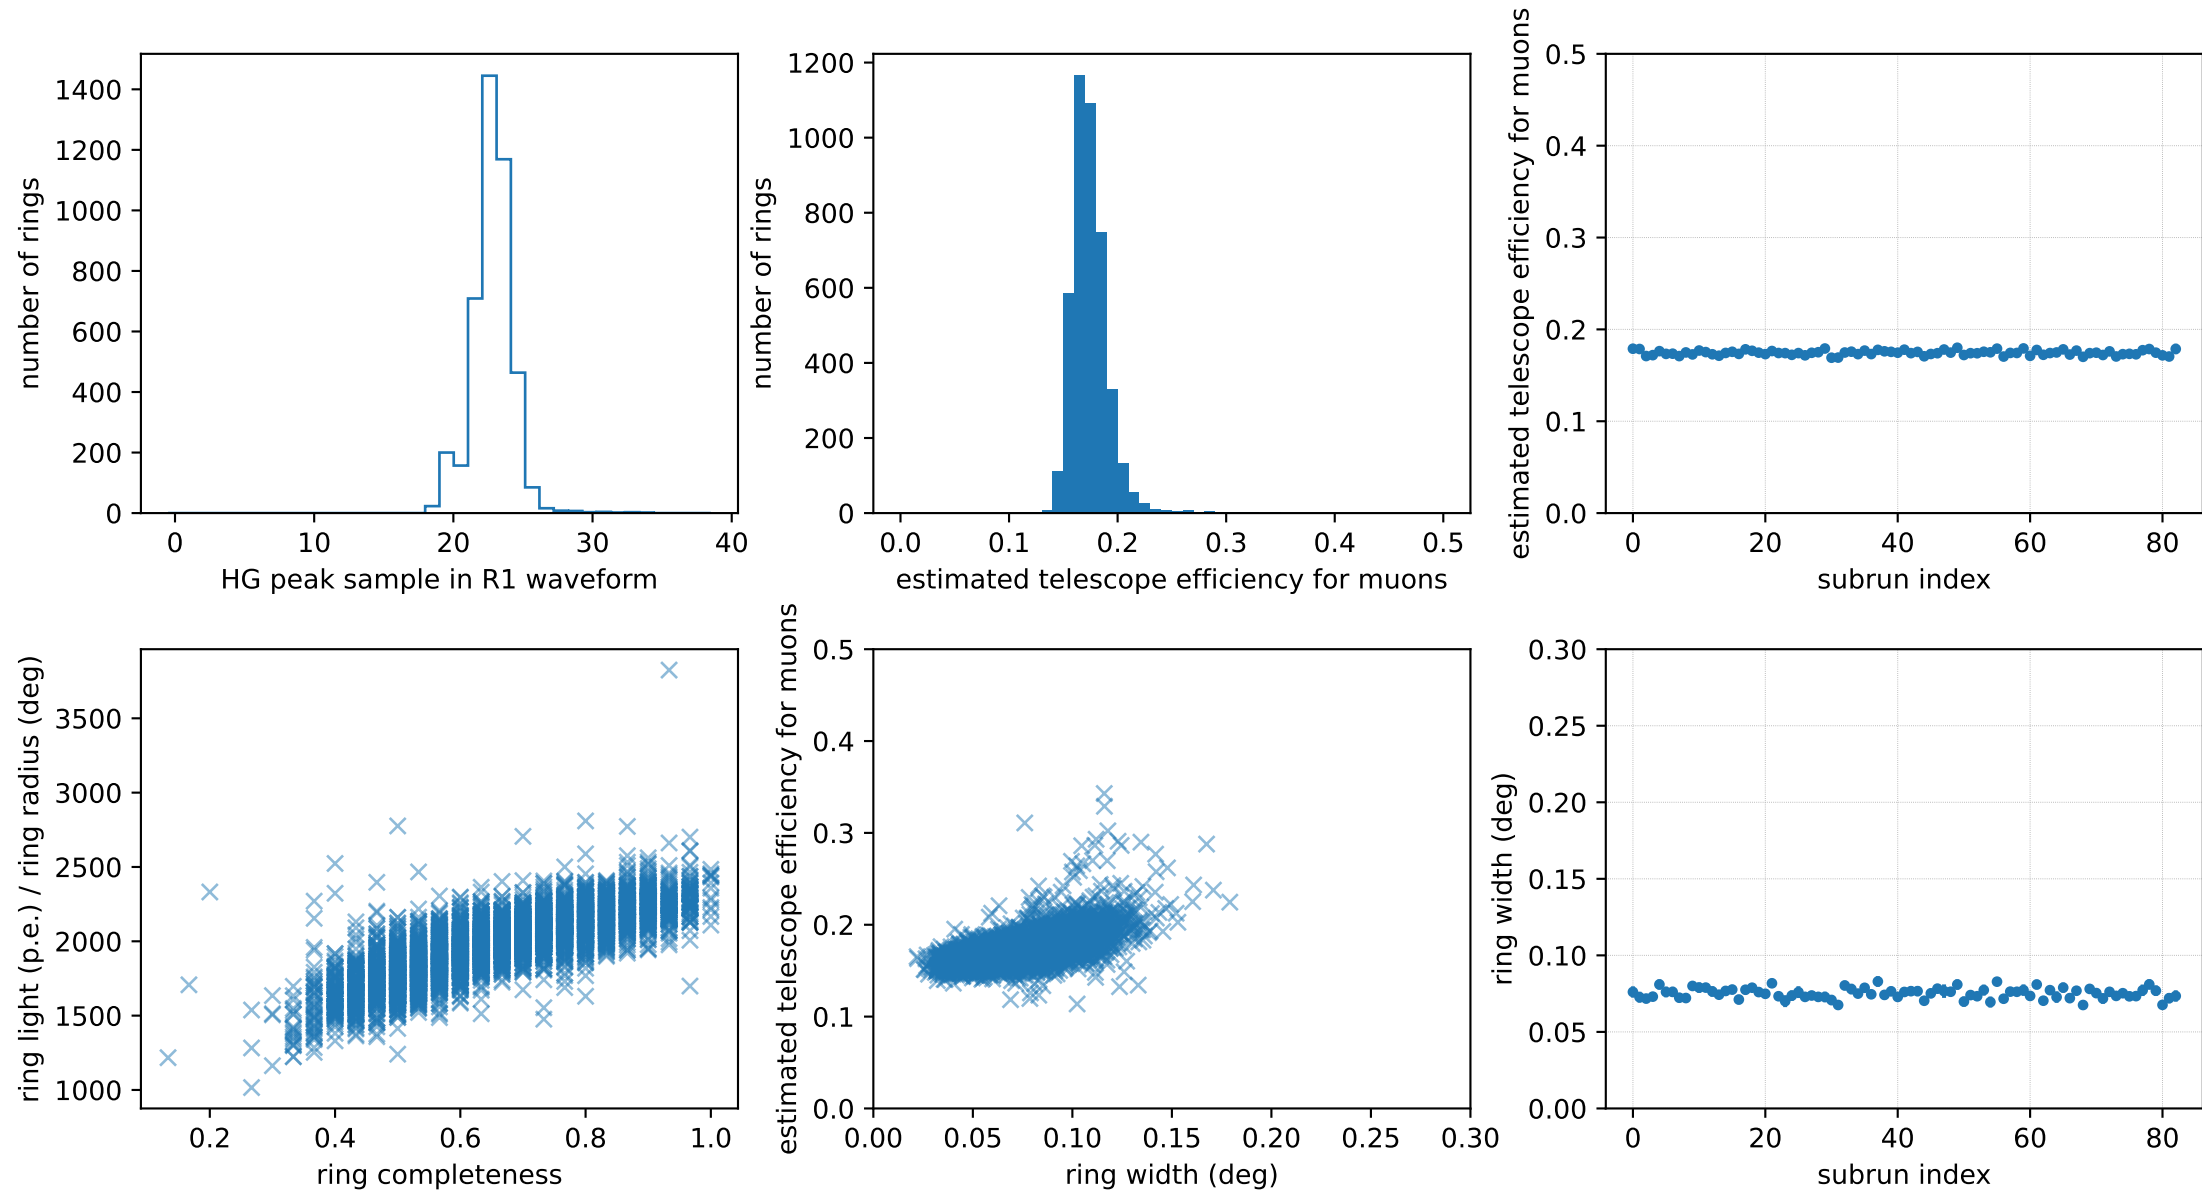 number of rings
1400
1200
1000
800
600
400
200
0
0 10 20 30 40
HG peak sample in R1 waveform
number of rings
1200
1000
800
600
400
200
0
0.0 0.1 0.2 0.3 0.4 0.5
estimated telescope efficiency for muons
estimated telescope efficiency for muons
0.5
0.4
0.3
0.2
0.1
0.0
0 20 40 60 80
subrun index
ring light (p.e.) / ring radius (deg)
3500
3000
2500
2000
1500
1000
0.2 0.4 0.6 0.8 1.0
ring completeness
estimated telescope efficiency for muons
0.5
0.4
0.3
0.2
0.1
0.0
0.00 0.05 0.10 0.15 0.20 0.25 0.30
ring width (deg)
ring width (deg)
0.30
0.25
0.20
0.15
0.10
0.05
0.00
0 20 40 60 80
subrun index